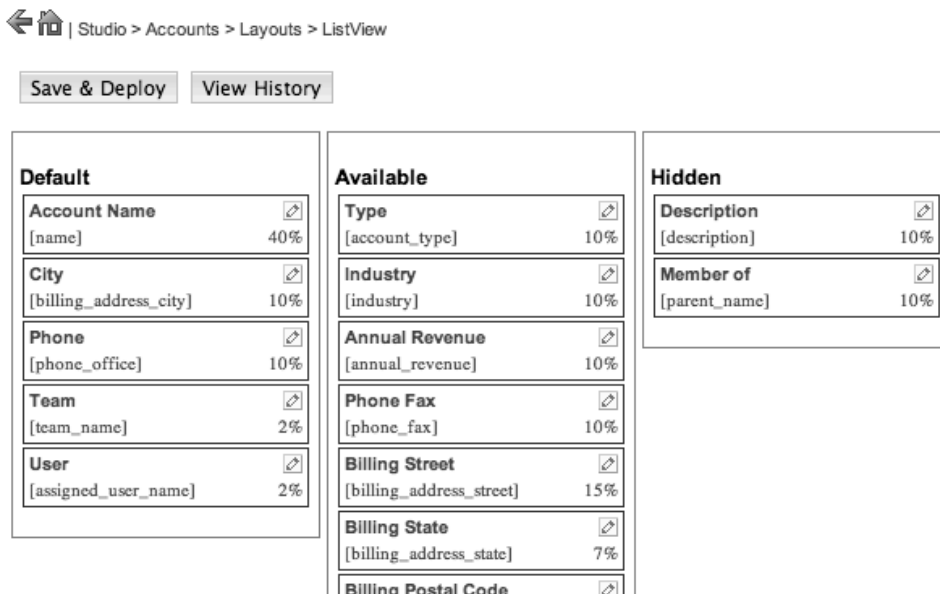 | Studio > Accounts > Layouts > ListView
Save & Deploy View History
Default
Account Name
[name] 40%
City
[billing_address_city] 10%
Phone
[phone_office] 10%
Team
[team_name] 2%
User
[assigned_user_name] 2%
Available
Type
[account_type] 10%
Industry
[industry] 10%
Annual Revenue
[annual_revenue] 10%
Phone Fax
[phone_fax] 10%
Billing Street
[billing_address_street] 15%
Billing State
[billing_address_state] 7%
Billing Postal Code
Hidden
Description
[description] 10%
Member of
[parent_name] 10%